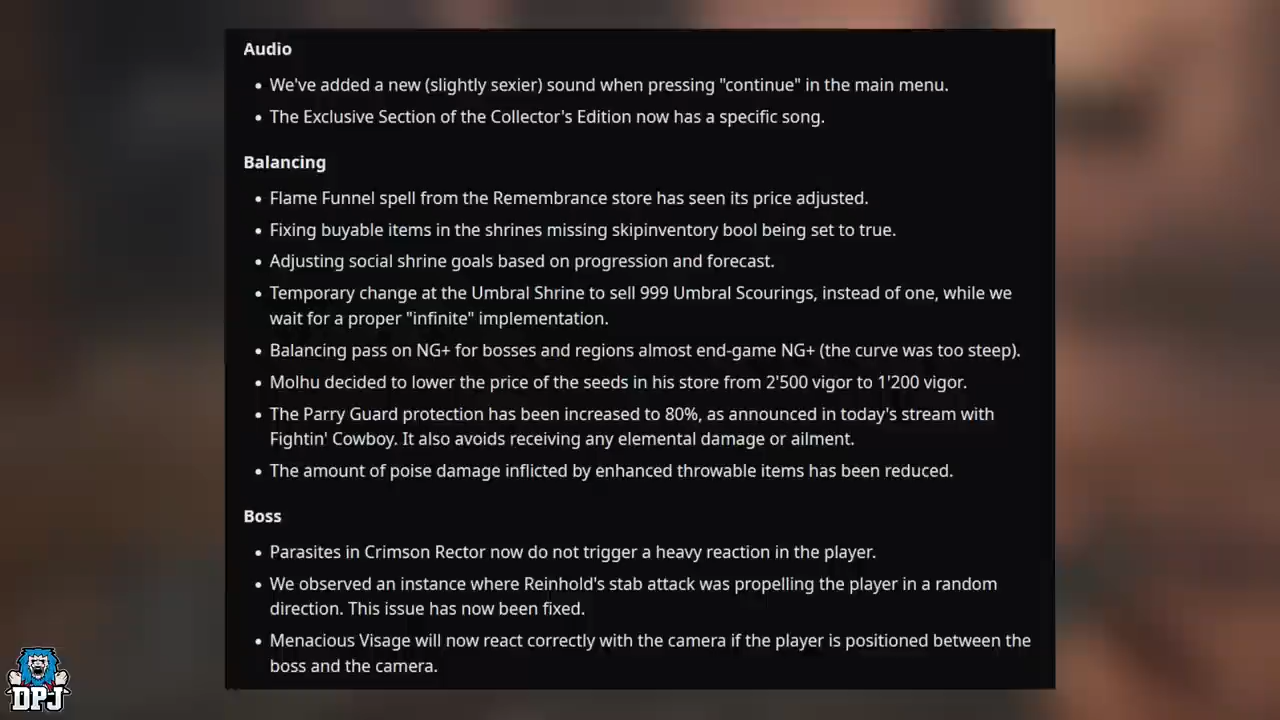 Audio
• We've added a new (slightly sexier) sound when pressing "continue" in the main menu.
• The Exclusive Section of the Collector's Edition now has a specific song.
Balancing
• Flame Funnel spell from the Remembrance store has seen its price adjusted.
• Fixing buyable items in the shrines missing skipinventory bool being set to true.
• Adjusting social shrine goals based on progression and forecast.
• Temporary change at the Umbral Shrine to sell 999 Umbral Scourings, instead of one, while we
wait for a proper "infinite" implementation.
• Balancing pass on NG+ for bosses and regions almost end-game NG+ (the curve was too steep).
• Molhu decided to lower the price of the seeds in his store from 2'500 vigor to 1'200 vigor.
• The Parry Guard protection has been increased to 80%, as announced in today's stream with
Fightin' Cowboy. It also avoids receiving any elemental damage or ailment.
• The amount of poise damage inflicted by enhanced throwable items has been reduced.
Boss
• Parasites in Crimson Rector now do not trigger a heavy reaction in the player.
• We observed an instance where Reinhold's stab attack was propelling the player in a random
direction. This issue has now been fixed.
• Menacious Visage will now react correctly with the camera if the player is positioned between the
boss and the camera.
DPJ